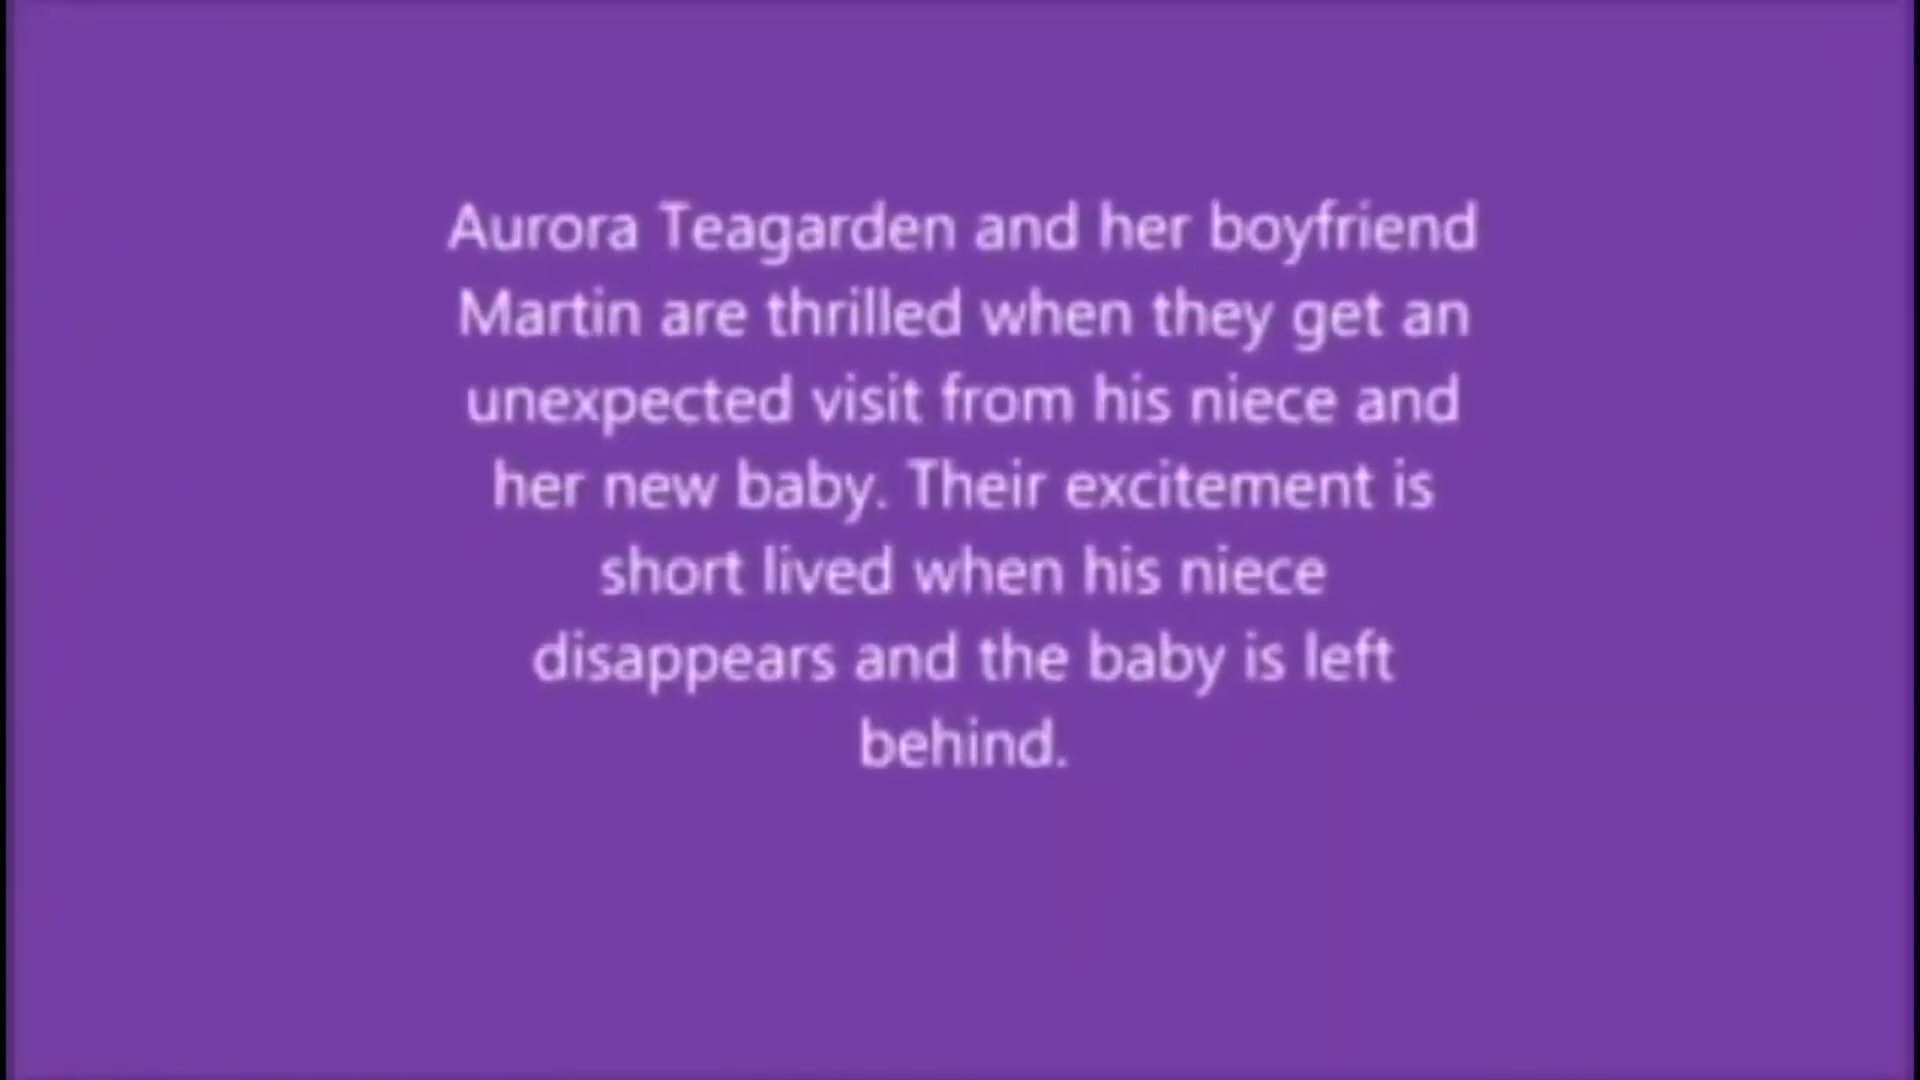 Aurora Teagarden and her boyfriend
Martin are thrilled when they get an
unexpected visit from his niece and
her new baby. Their excitement is
short lived when his niece
disappears and the baby is left
behind.